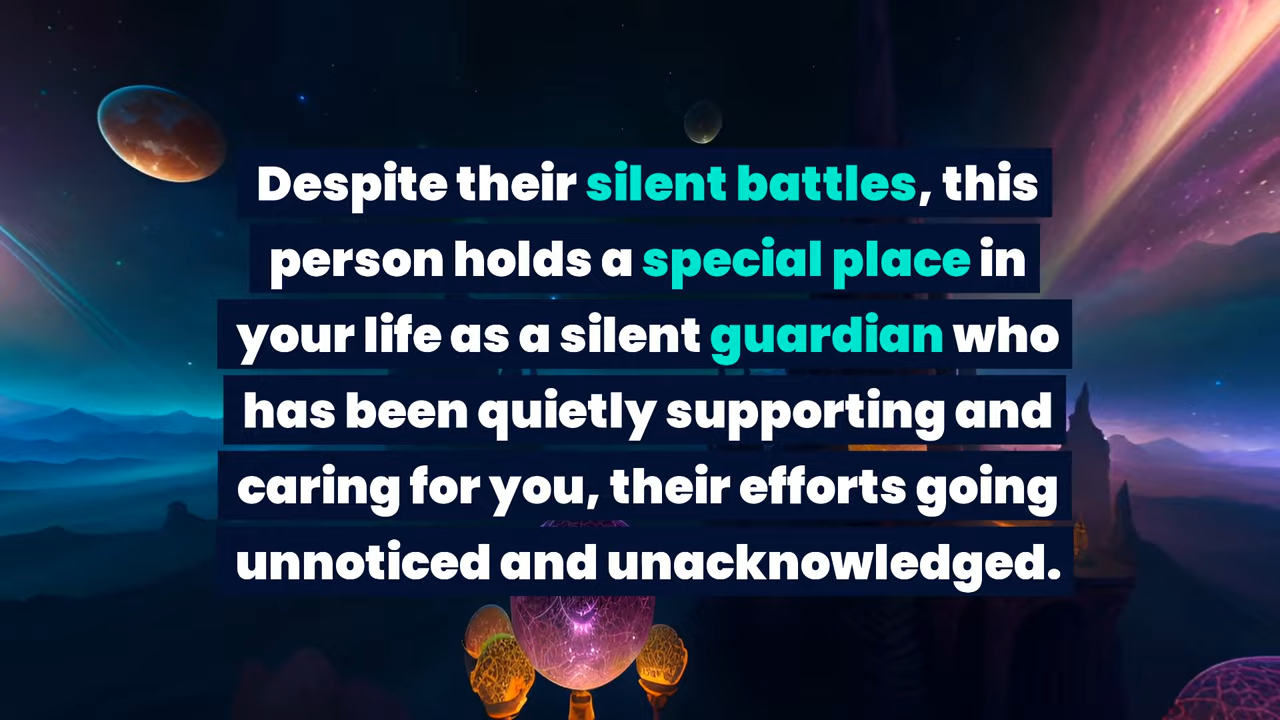 Despite their silent battles, this
person holds a special place in
your life as a silent guardian who
has been quietly supporting and
caring for you, their efforts going
unnoticed and unacknowledged.